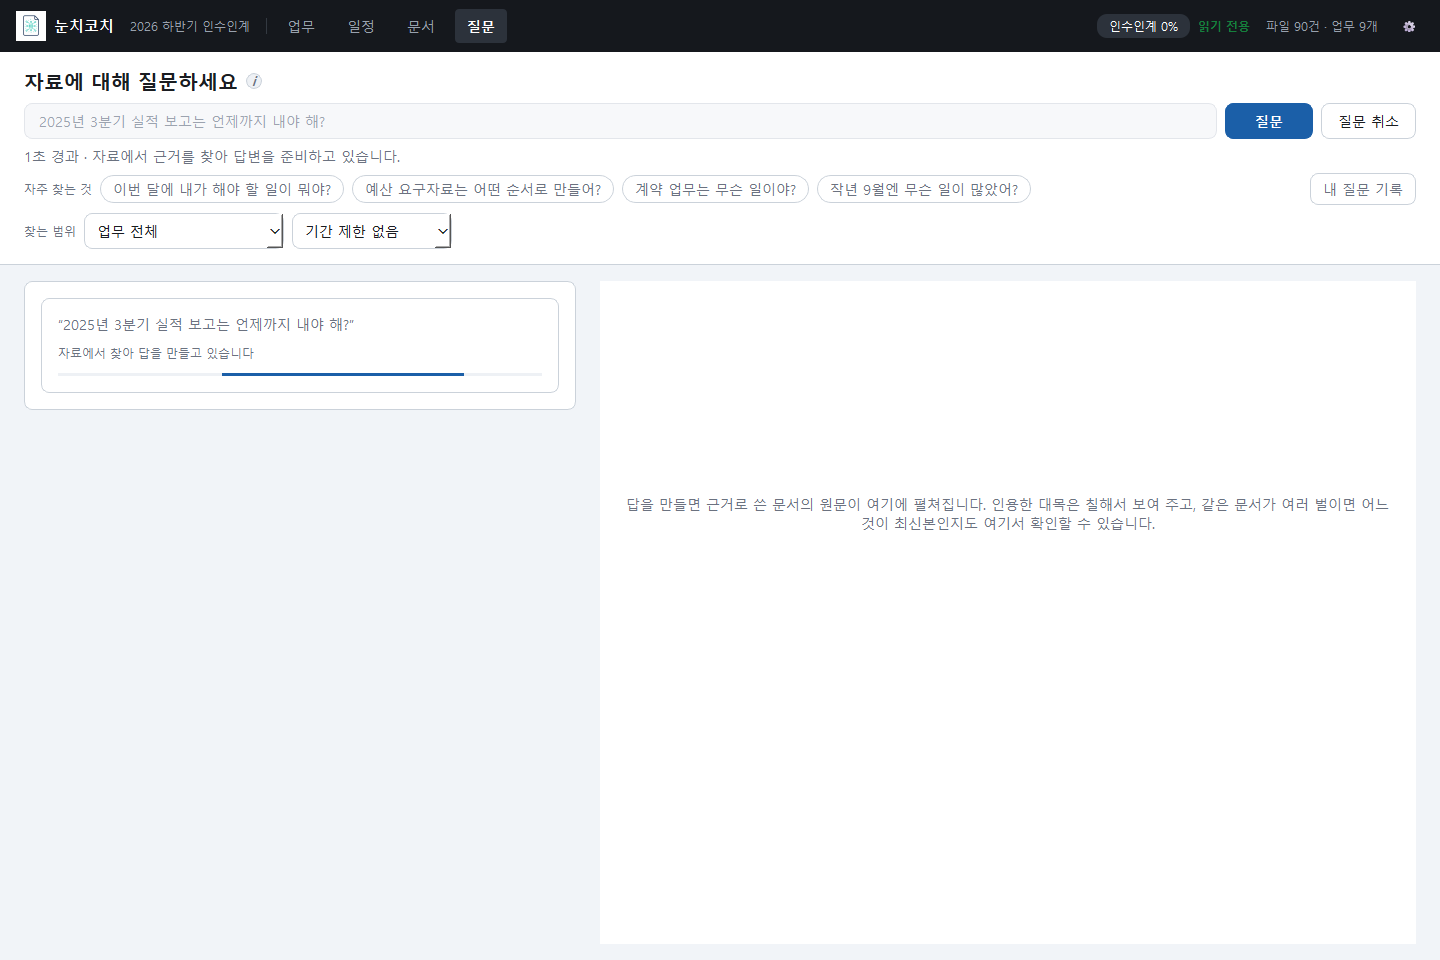 눈치코치 2026 하반기 인수인계 업무 일정 문서 질문 인수인계 0% 읽기 전용 파일 90건 · 업무 9개
자료에 대해 질문하세요 i
2025년 3분기 실적 보고는 언제까지 내야 해? 질문 질문 취소
1초 경과 · 자료에서 근거를 찾아 답변을 준비하고 있습니다.
자주 찾는 것 이번 달에 내가 해야 할 일이 뭐야? 예산 요구자료는 어떤 순서로 만들어? 계약 업무는 무슨 일이야? 작년 9월엔 무슨 일이 많았어? 내 질문 기록
찾는 범위 업무 전체 기간 제한 없음
“2025년 3분기 실적 보고는 언제까지 내야 해?”
자료에서 찾아 답을 만들고 있습니다
답을 만들면 근거로 쓴 문서의 원문이 여기에 펼쳐집니다. 인용한 대목은 칠해서 보여 주고, 같은 문서가 여러 벌이면 어느
것이 최신본인지도 여기서 확인할 수 있습니다.